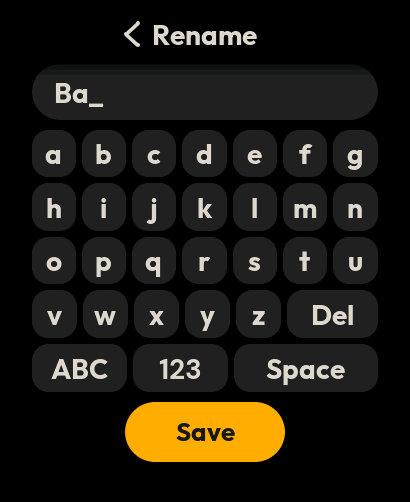 Rename
Ba_
a b c d e f g
h i j k l m n
o p q r s t u
v w x y z Del
ABC 123 Space
Save